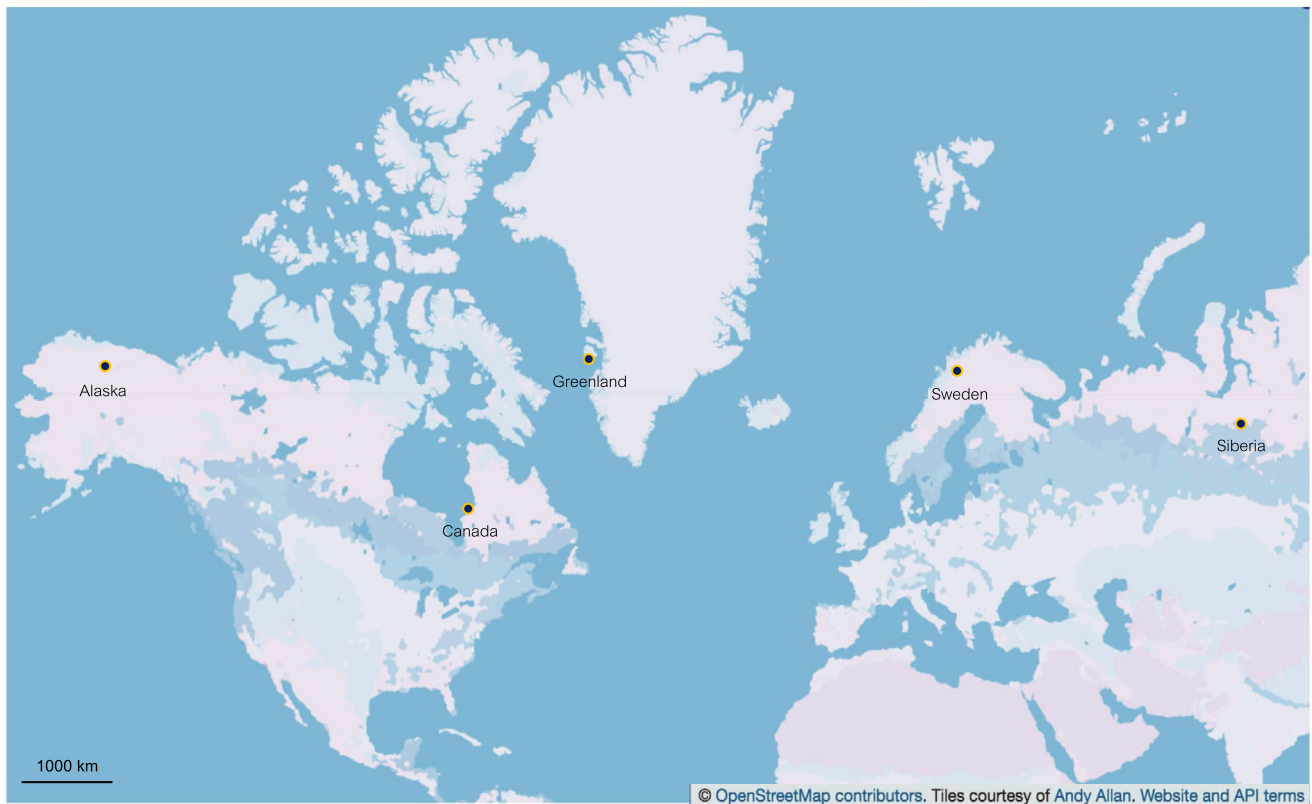 Alaska
Greenland
Sweden
Siberia
Canada
1000 km
© OpenStreetMap contributors. Tiles courtesy of Andy Allan. Website and API terms